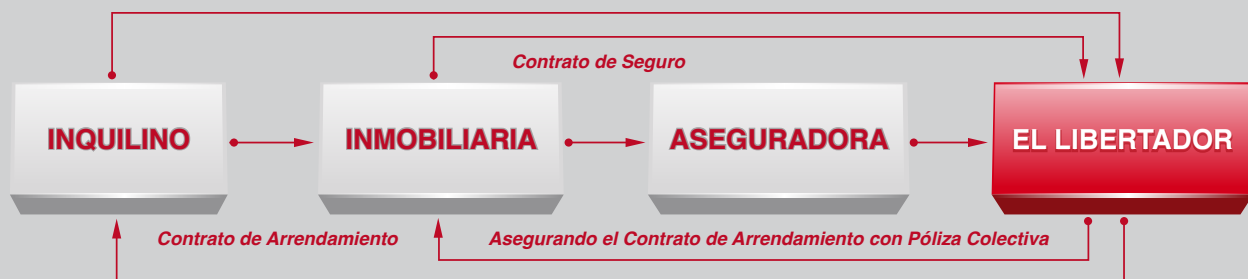 Contrato de Seguro
INQUILINO
INMOBILIARIA
ASEGURADORA
EL LIBERTADOR
Contrato de Arrendamiento
Asegurando el Contrato de Arrendamiento con Póliza Colectiva